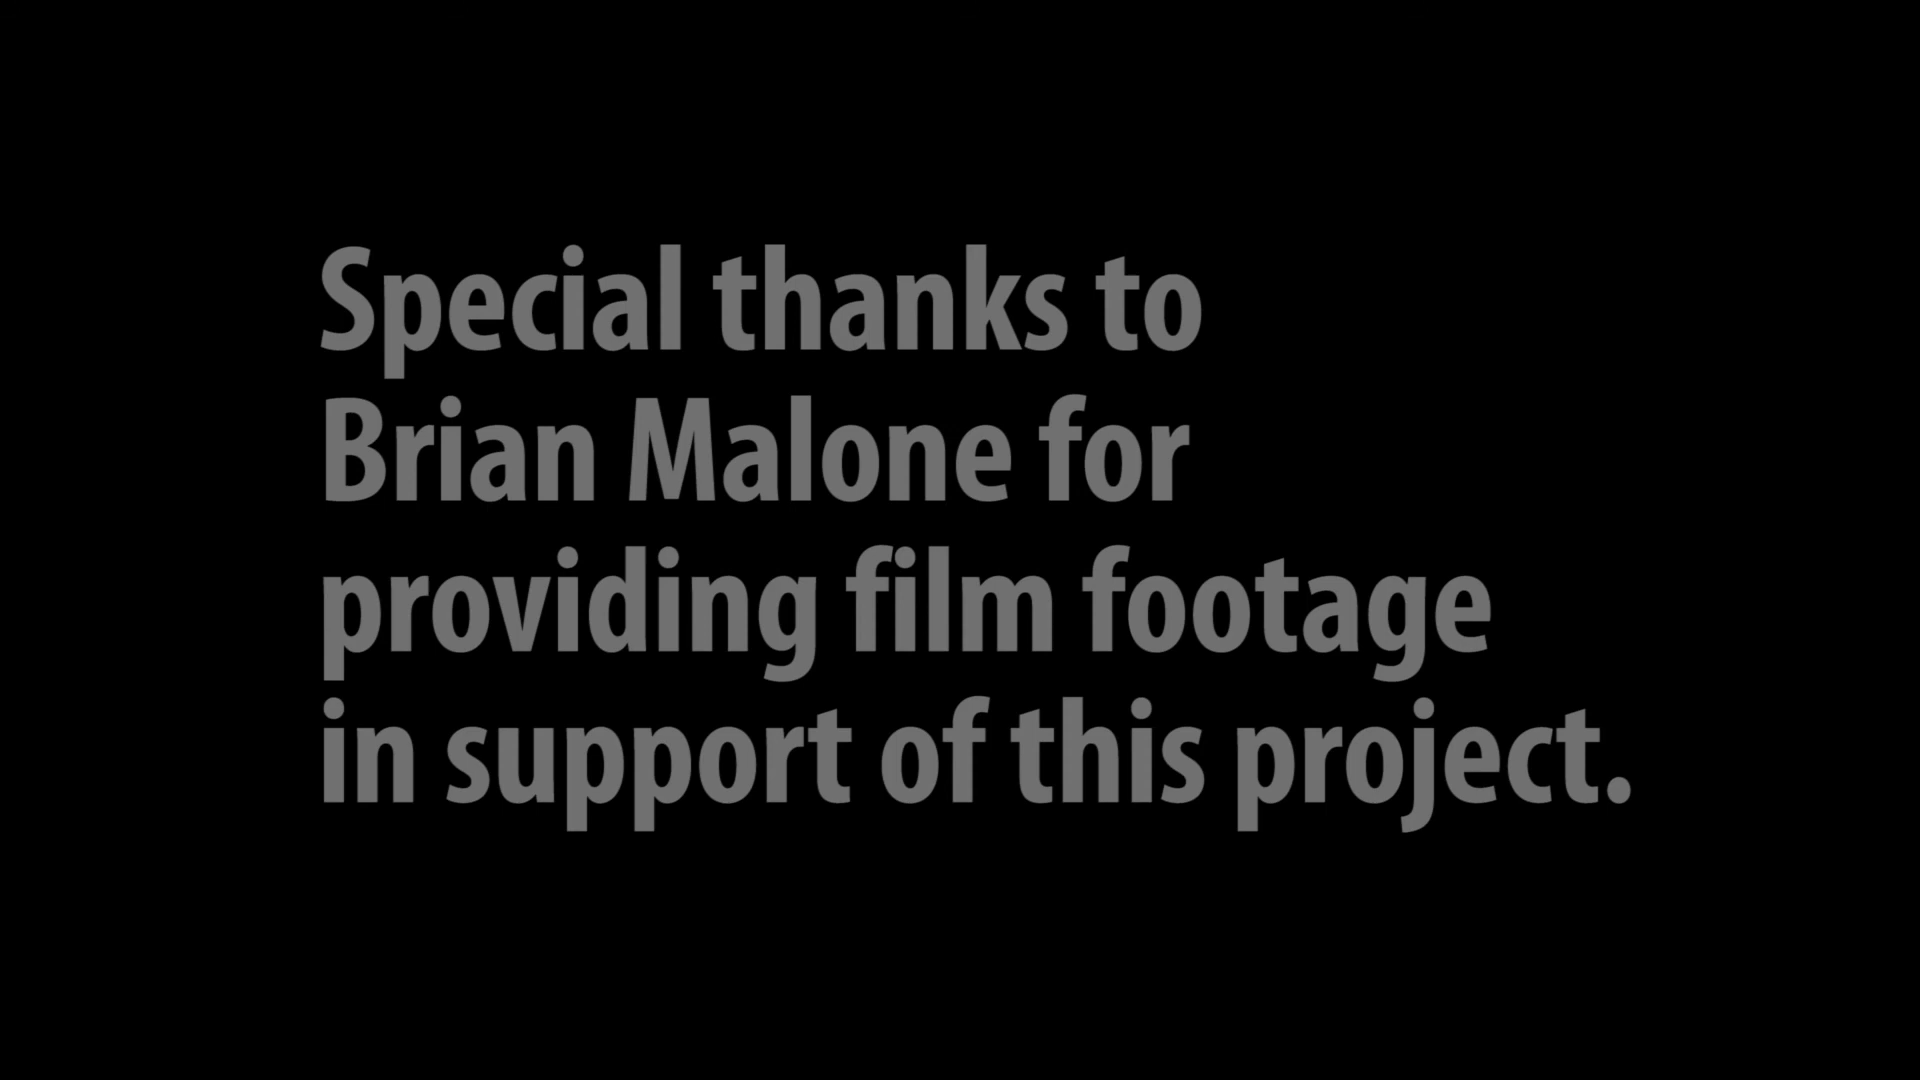 Special thanks to
Brian Malone for
providing film footage
in support of this project.